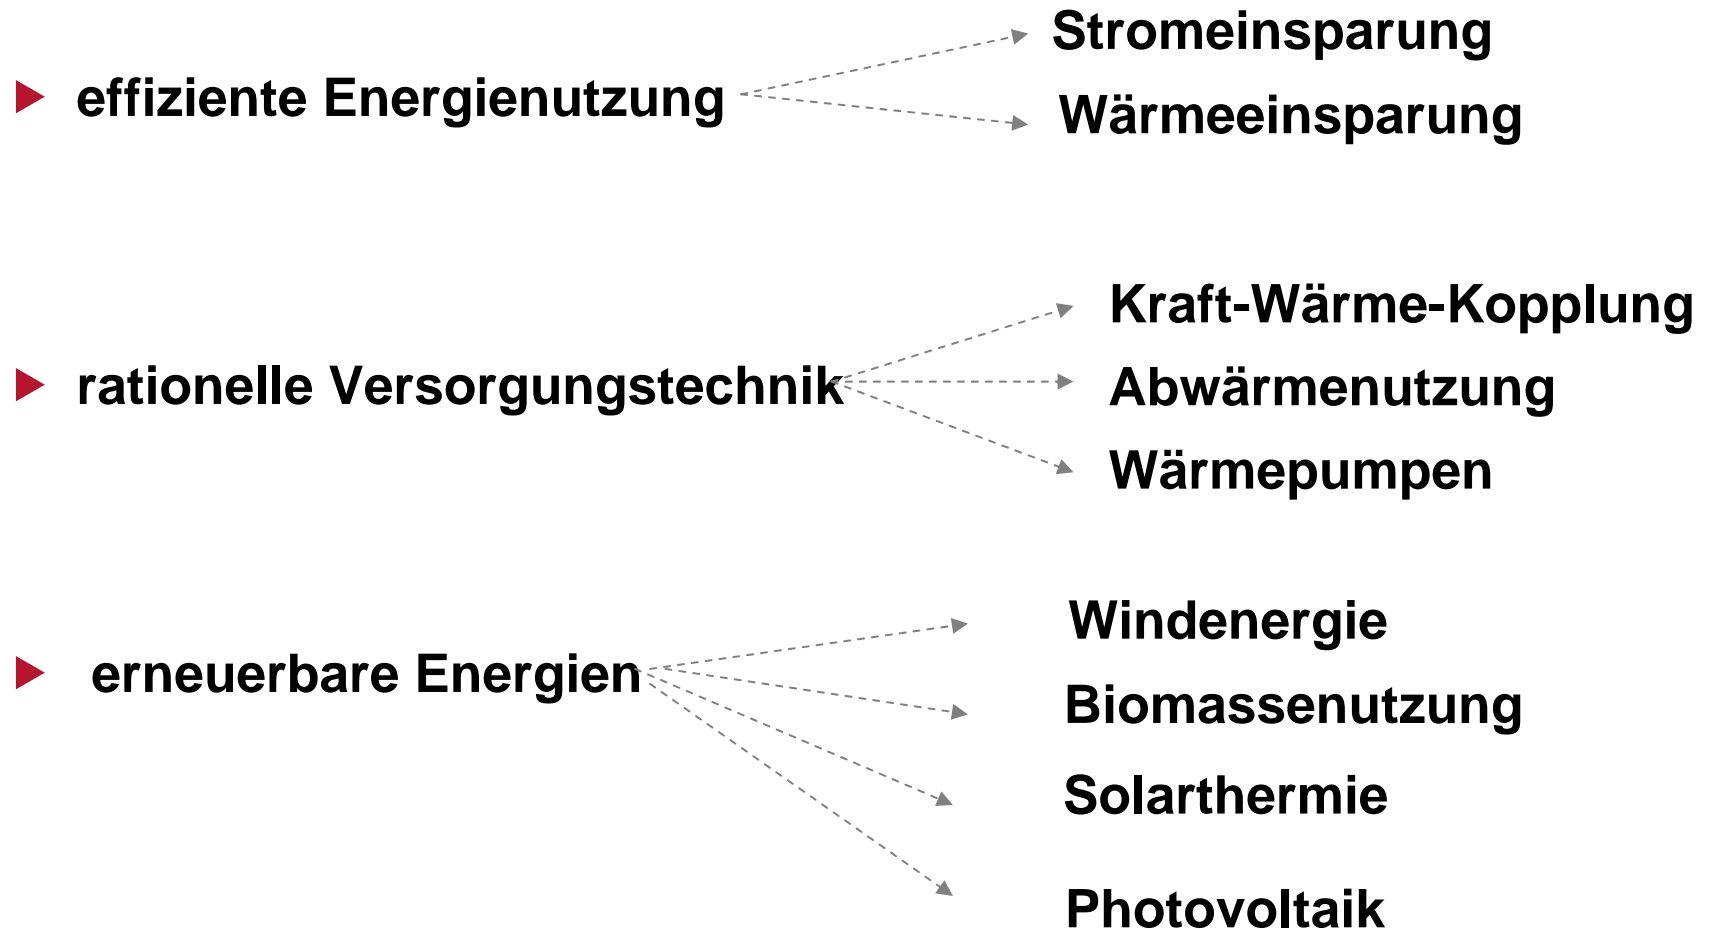 effiziente Energienutzung
Stromeinsparung
Wärmeeinsparung
rationelle Versorgungstechnik
Kraft-Wärme-Kopplung
Abwärmenutzung
Wärmepumpen
erneuerbare Energien
Windenergie
Biomassenutzung
Solarthermie
Photovoltaik